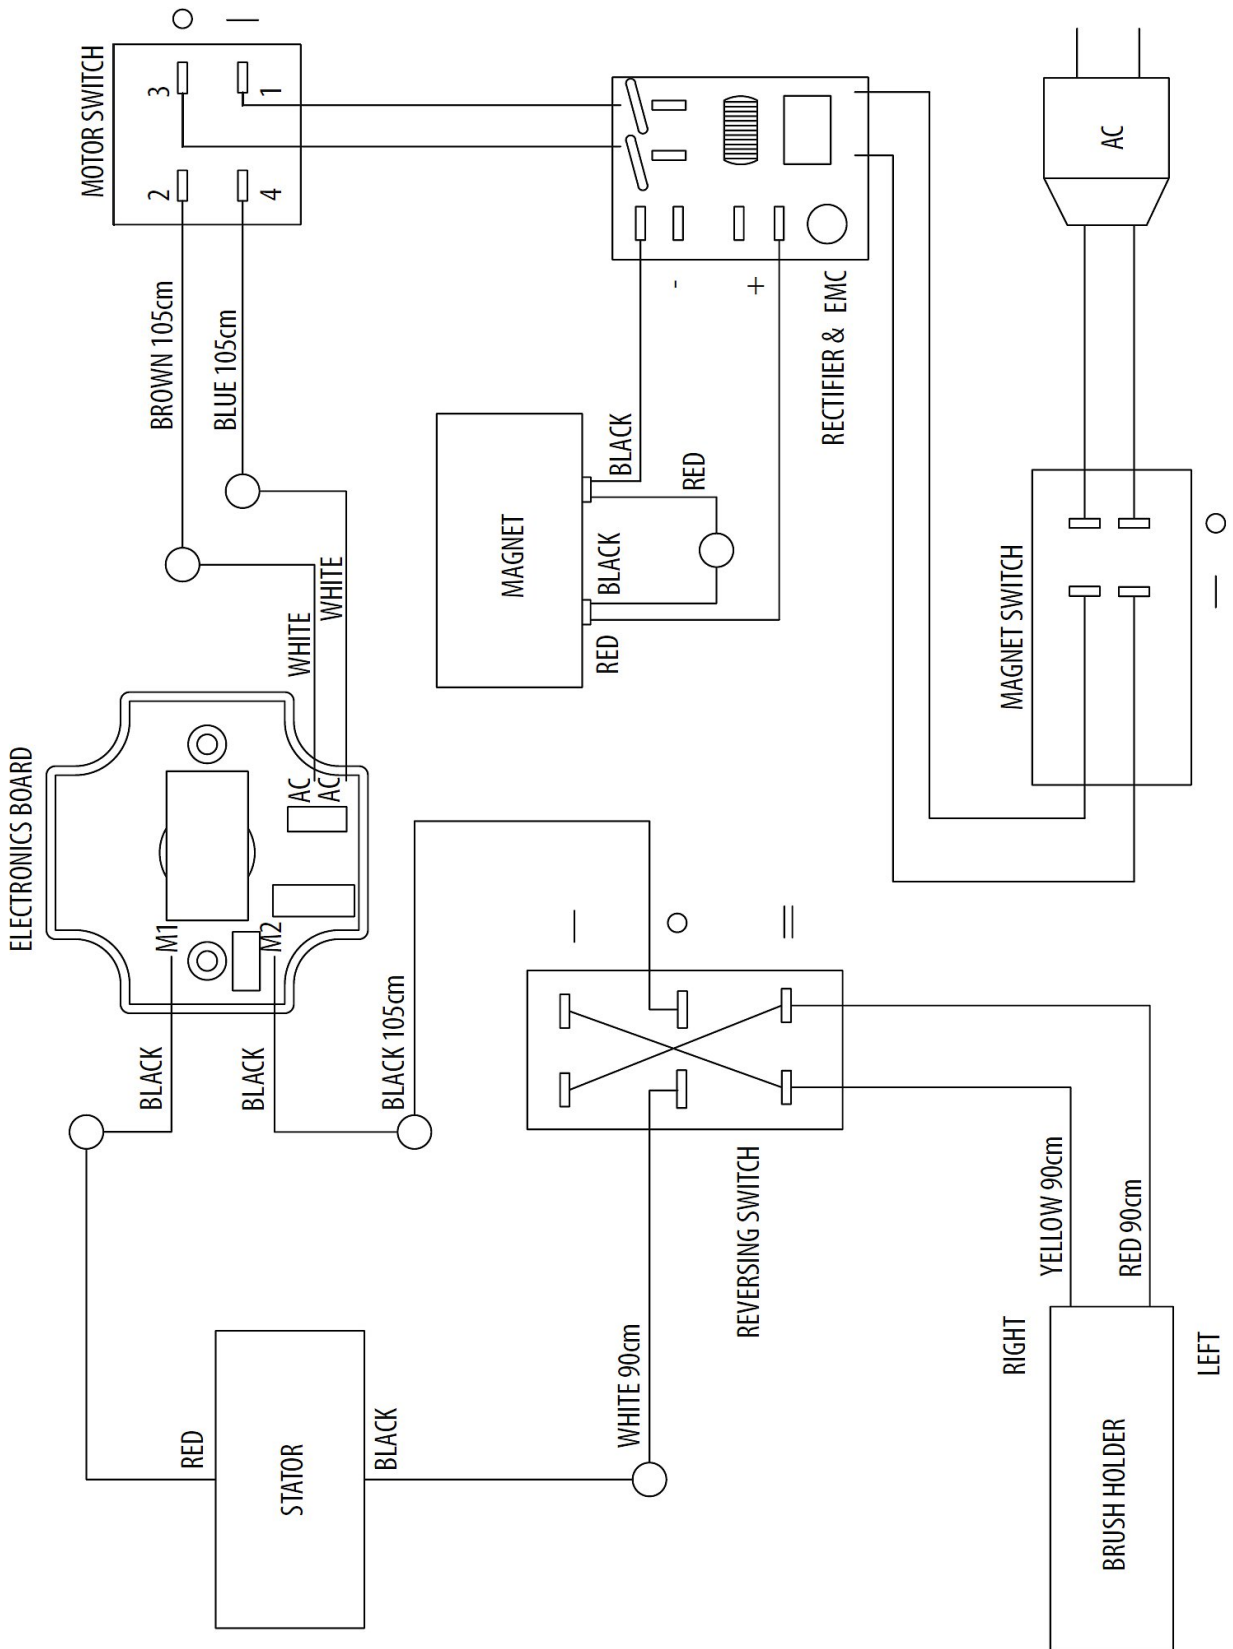 ELECTRONICS BOARD
MOTOR SWITCH
BLACK
M1
BROWN 105cm
2
3
RED
BLUE 105cm
BLACK
M2
4
1
STATOR
AC
WHITE
AC
WHITE
BLACK
BLACK 105cm
MAGNET
RED
BLACK
BLACK
WHITE 90cm
-
RED
REVERSING SWITCH
+
RECTIFIER & EMC
RIGHT
MAGNET SWITCH
YELLOW 90cm
BRUSH HOLDER
AC
RED 90cm
LEFT